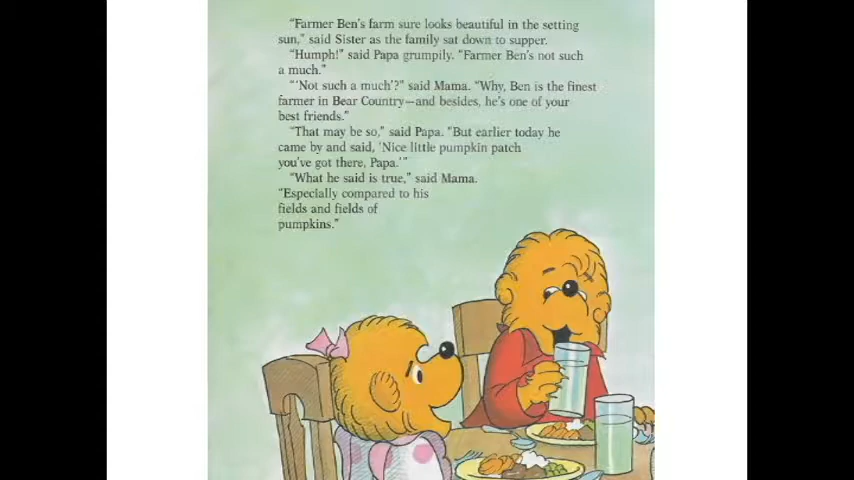 "Farmer Ben's farm sure looks beautiful in the setting
sun," said Sister as the family sat down to supper.
"Humph!" said Papa grumpily. "Farmer Ben's not such
a much."
"'Not such a much'?" said Mama. "Why, Ben is the finest
farmer in Bear Country—and besides, he's one of your
best friends."
"That may be so," said Papa. "But earlier today he
came by and said, 'Nice little pumpkin patch
you've got there, Papa.'"
"What he said is true," said Mama.
"Especially compared to his
fields and fields of
pumpkins."